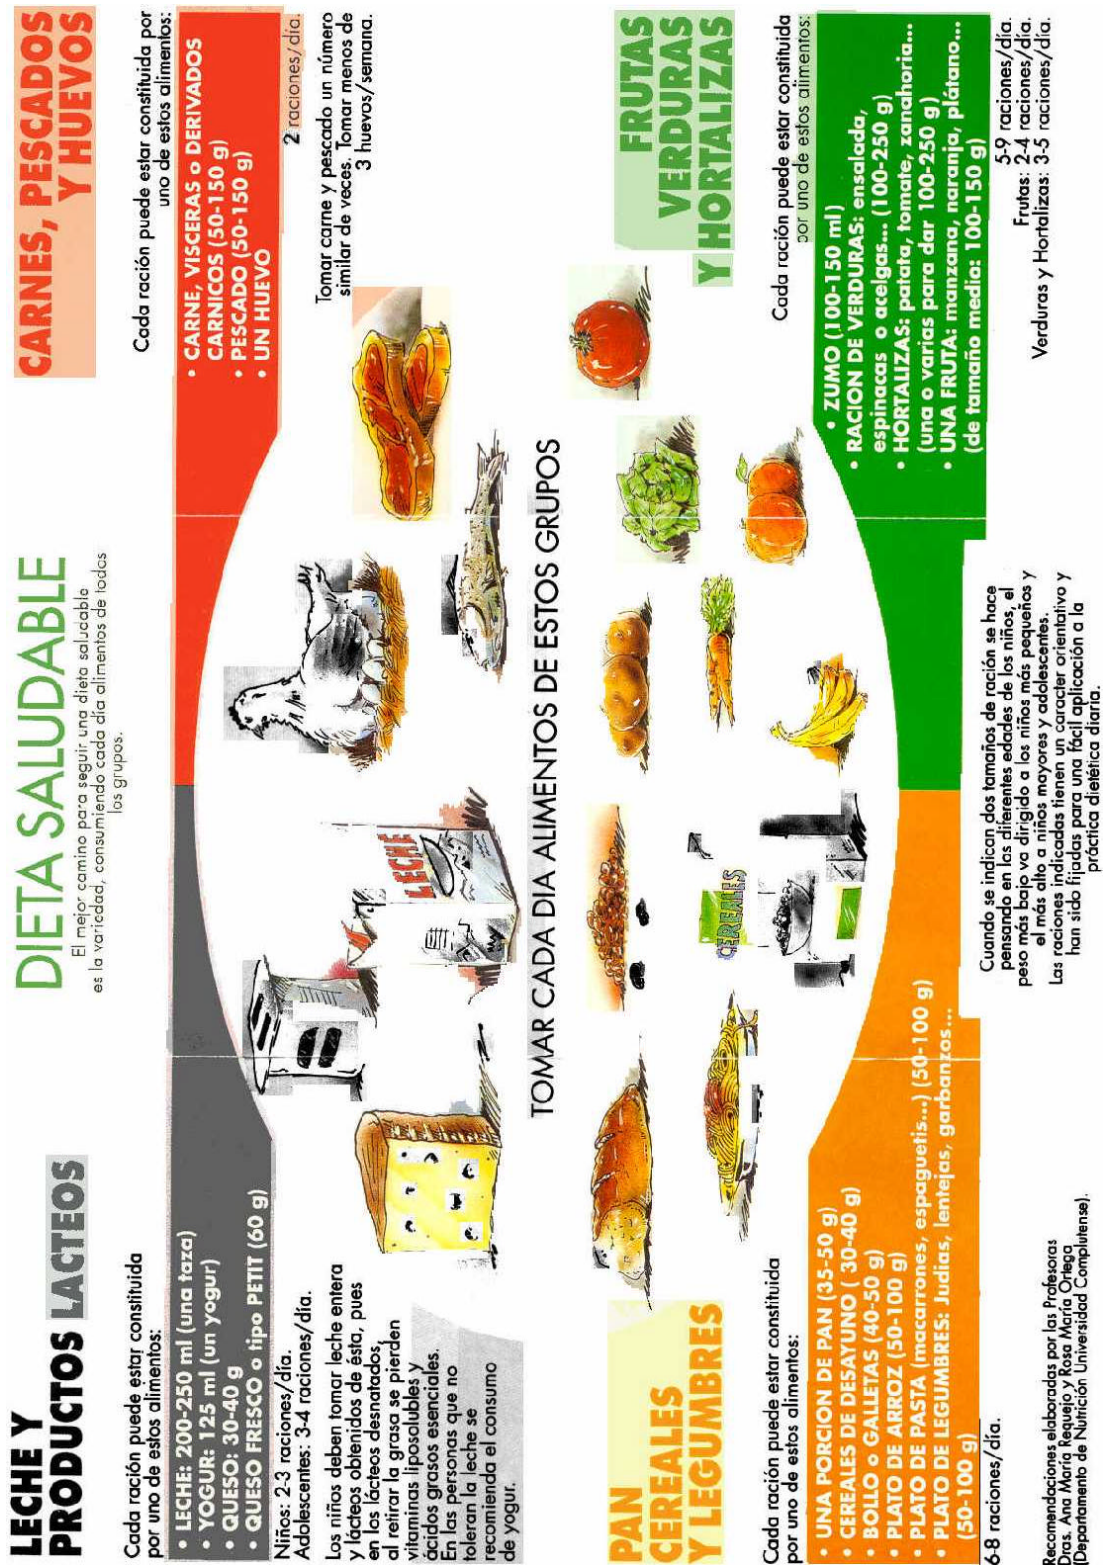 DIETA SALUDABLE
El mejor camino para seguir una dieta saludable
es la variedad, consumiendo cada día alimentos de todos
los grupos.
LECHE Y
PRODUCTOS LACTEOS
Cada ración puede estar constituida
por uno de estos alimentos:
• LECHE: 200-250 ml (una taza)
• YOGUR: 125 ml (un yogur)
• QUESO: 30-40 g
• QUESO FRESCO o tipo PETIT (60 g)
Niños: 2-3 raciones/día.
Adolescentes: 3-4 raciones/día.
Los niños deben tomar leche entera
y lácteos obtenidos de ésta, pues
en los lácteos desnatados,
al retirar la grasa se pierden
vitaminas liposolubles y
ácidos grasos esenciales.
En las personas que no
toleran la leche se
recomienda el consumo
de yogur.
CARNES, PESCADOS
Y HUEVOS
Cada ración puede estar constituida por
uno de estos alimentos:
• CARNE, VISCERAS o DERIVADOS
CARNICOS (50-150 g)
• PESCADO (50-150 g)
• UN HUEVO
2 raciones/día.
Tomar carne y pescado un número
similar de veces. Tomar menos de
3 huevos/semana.
LECHE
TOMAR CADA DIA ALIMENTOS DE ESTOS GRUPOS
CEREALES
PAN
CEREALES
Y LEGUMBRES
Cada ración puede estar constituida
por uno de estos alimentos:
• UNA PORCION DE PAN (35-50 g)
• CEREALES DE DESAYUNO ( 30-40 g)
• BOLLO o GALLETAS (40-50 g)
• PLATO DE ARROZ (50-100 g)
• PLATO DE PASTA (macarrones, espaguetis...) (50-100 g)
• PLATO DE LEGUMBRES: Judías, lentejas, garbanzos...
(50-100 g)
6-8 raciones/día.
FRUTAS
VERDURAS
Y HORTALIZAS
Cada ración puede estar constituida
por uno de estos alimentos:
• ZUMO (100-150 ml)
• RACION DE VERDURAS: ensalada,
espinacas o acelgas... (100-250 g)
• HORTALIZAS: patata, tomate, zanahoria...
(una o varias para dar 100-250 g)
• UNA FRUTA: manzana, naranja, plátano...
(de tamaño medio: 100-150 g)
5-9 raciones/día.
Frutas: 2-4 raciones/día.
Verduras y Hortalizas: 3-5 raciones/día.
Cuando se indican dos tamaños de ración se hace
pensando en las diferentes edades de los niños, el
peso más bajo va dirigido a los niños más pequeños y
el más alto a niños mayores y adolescentes.
Las raciones indicadas tienen un caracter orientativo y
han sido fijadas para una fácil aplicación a la
práctica dietética diaria.
Recomendaciones elaboradas por las Profesoras
Dras. Ana María Requejo y Rosa María Ortega
(Departamento de Nutrición Universidad Complutense).